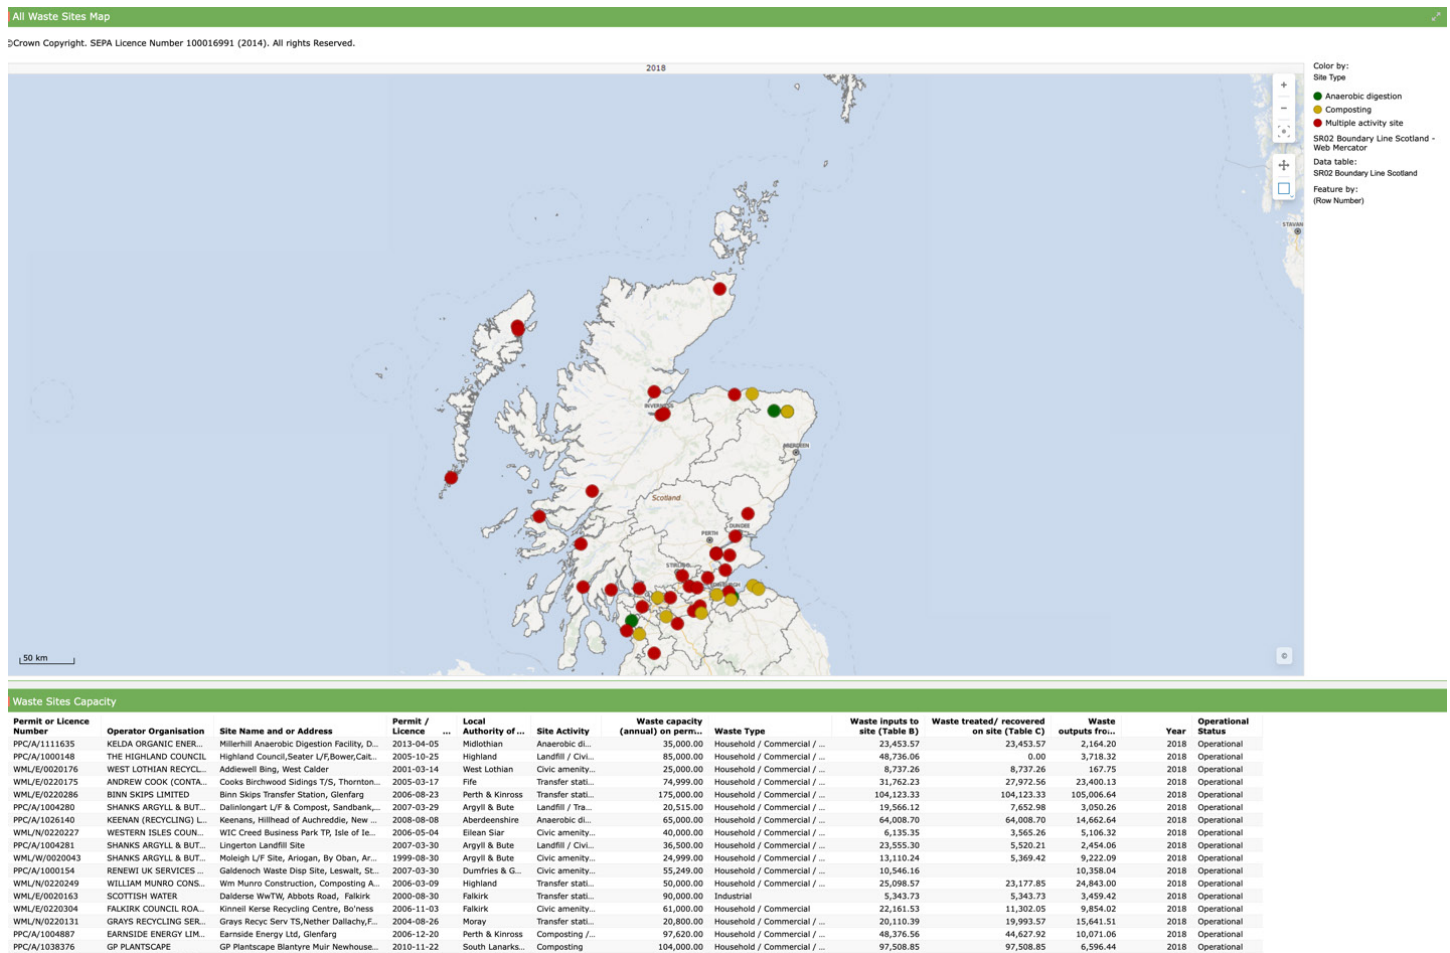 All Waste Sites Map
©Crown Copyright. SEPA Licence Number 100016991 (2014). All rights Reserved.
2018
Color by:
Site Type
Anaerobic digestion
Composting
Multiple activity site
SR02 Boundary Line Scotland -
Web Mercator
Data table:
SR02 Boundary Line Scotland
Feature by:
(Row Number)
STAVAN
INVERNESS
ABERDEEN
Scotland
DUNDEE
PERTH
50 km
Waste Sites Capacity
Permit or Licence Number Operator Organisation Site Name and or Address Permit / Licence ... Local Authority of ... Site Activity Waste capacity (annual) on perm... Waste Type Waste inputs to site (Table B) Waste treated/ recovered on site (Table C) Waste outputs fro... Year Operational Status
PPC/A/1111635 KELDA ORGANIC ENER... Millerhill Anaerobic Digestion Facility, D... 2013-04-05 Midlothian Anaerobic di... 35,000.00 Household / Commercial / ... 23,453.57 23,453.57 2,164.20 2018 Operational
PPC/A/1000148 THE HIGHLAND COUNCIL Highland Council,Seater L/F,Bower,Cait... 2005-10-25 Highland Landfill / Civi... 85,000.00 Household / Commercial / ... 48,736.06 0.00 3,718.32 2018 Operational
WML/E/0020176 WEST LOTHIAN RECYCL... Addiewell Bing, West Calder 2001-03-14 West Lothian Civic amenity... 25,000.00 Household / Commercial / ... 8,737.26 8,737.26 167.75 2018 Operational
WML/E/0220175 ANDREW COOK (CONTA... Cooks Birchwood Sidings T/S, Thornton... 2005-03-17 Fife Transfer stati... 74,999.00 Household / Commercial / ... 31,762.23 27,972.56 23,400.13 2018 Operational
WML/E/0220286 BINN SKIPS LIMITED Binn Skips Transfer Station, Glenfarg 2006-08-23 Perth & Kinross Transfer stati... 175,000.00 Household / Commercial / ... 104,123.33 104,123.33 105,006.64 2018 Operational
PPC/A/1004280 SHANKS ARGYLL & BUT... Dalinlongart L/F & Compost, Sandbank,... 2007-03-29 Argyll & Bute Landfill / Tra... 20,515.00 Household / Commercial / ... 19,566.12 7,652.98 3,050.26 2018 Operational
PPC/A/1026140 KEENAN (RECYCLING) L... Keenans, Hillhead of Auchreddie, New ... 2008-08-08 Aberdeenshire Anaerobic di... 65,000.00 Household / Commercial / ... 64,008.70 64,008.70 14,662.64 2018 Operational
WML/N/0220227 WESTERN ISLES COUN... WIC Creed Business Park TP, Isle of Le... 2006-05-04 Eilean Siar Civic amenity... 40,000.00 Household / Commercial / ... 6,135.35 3,565.26 5,106.32 2018 Operational
PPC/A/1004281 SHANKS ARGYLL & BUT... Lingerton Landfill Site 2007-03-30 Argyll & Bute Landfill / Civi... 36,500.00 Household / Commercial / ... 23,555.30 5,520.21 2,454.06 2018 Operational
WML/W/0020043 SHANKS ARGYLL & BUT... Moleigh L/F Site, Ariogan, By Oban, Ar... 1999-08-30 Argyll & Bute Civic amenity... 24,999.00 Household / Commercial / ... 13,110.24 5,369.42 9,222.09 2018 Operational
PPC/A/1000154 RENEWI UK SERVICES ... Galdenoch Waste Disp Site, Leswalt, St... 2007-03-30 Dumfries & G... Civic amenity... 55,249.00 Household / Commercial / ... 10,546.16 10,358.04 2018 Operational
WML/N/0220249 WILLIAM MUNRO CONS... Wm Munro Construction, Composting A... 2006-03-09 Highland Transfer stati... 50,000.00 Household / Commercial / ... 25,098.57 23,177.85 24,843.00 2018 Operational
WML/E/0020163 SCOTTISH WATER Dalderse WwTW, Abbots Road, Falkirk 2000-08-30 Falkirk Transfer stati... 90,000.00 Industrial 5,343.73 5,343.73 3,459.42 2018 Operational
WML/E/0220304 FALKIRK COUNCIL ROA... Kinneil Kerse Recycling Centre, Bo'ness 2006-11-03 Falkirk Civic amenity... 61,000.00 Household / Commercial 22,161.53 11,302.05 9,854.02 2018 Operational
WML/N/0220131 GRAYS RECYCLING SER... Grays Recyc Serv TS,Nether Dallachy,F... 2004-08-26 Moray Transfer stati... 20,800.00 Household / Commercial / ... 20,110.39 19,993.57 15,641.51 2018 Operational
PPC/A/1004887 EARNSIDE ENERGY LIM... Earnside Energy Ltd, Glenfarg 2006-12-20 Perth & Kinross Composting /... 97,620.00 Household / Commercial / ... 48,376.56 44,627.92 10,071.06 2018 Operational
PPC/A/1038376 GP PLANTSCAPE GP Plantscape Blantyre Muir Newhouse... 2010-11-22 South Lanarks... Composting 104,000.00 Household / Commercial / ... 97,508.85 97,508.85 6,596.44 2018 Operational